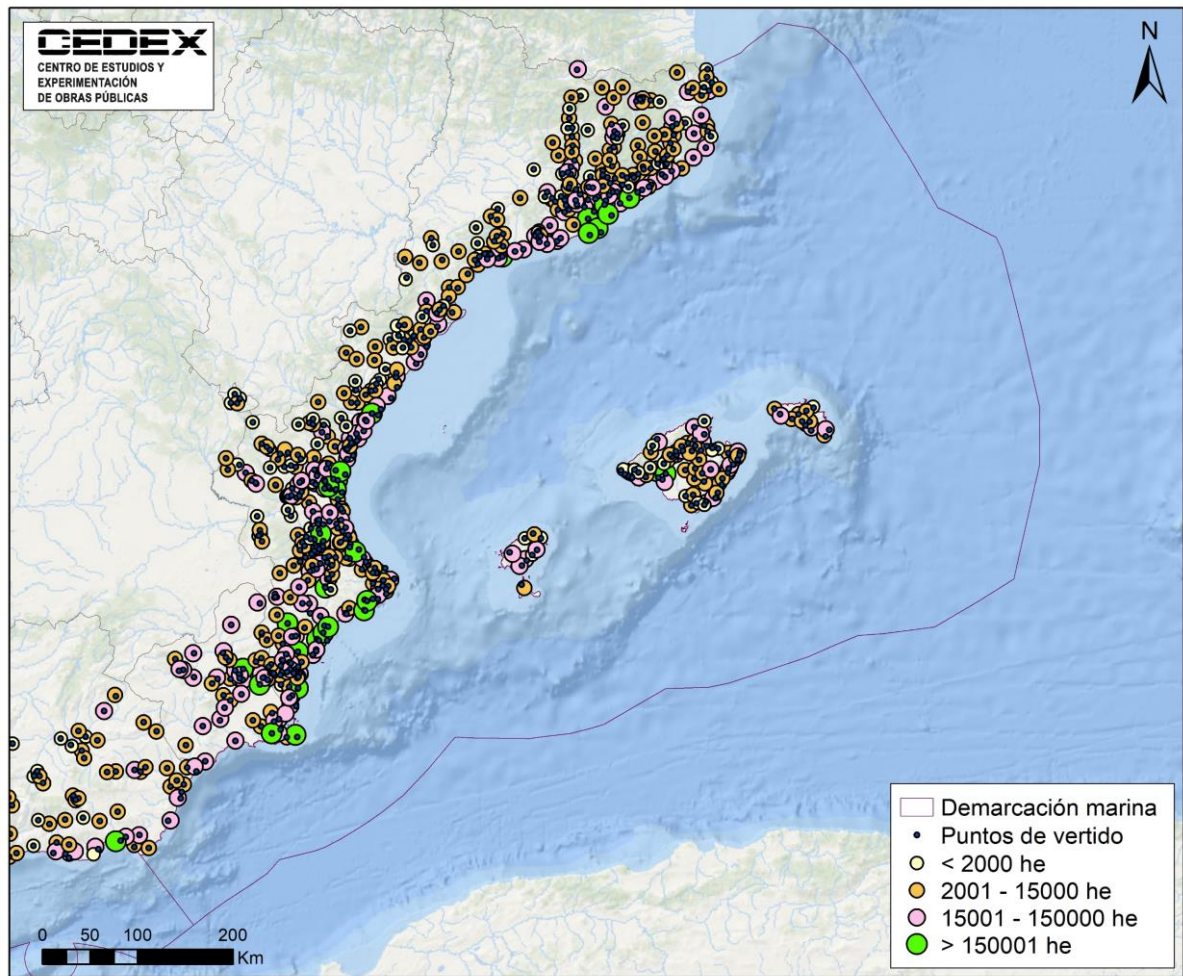 CEDEX
CENTRO DE ESTUDIOS Y
EXPERIMENTACIÓN
DE OBRAS PÚBLICAS
N
Demarcación marina
Puntos de vertido
< 2000 he
2001 - 15000 he
15001 - 150000 he
> 150001 he
0 50 100 200
Km